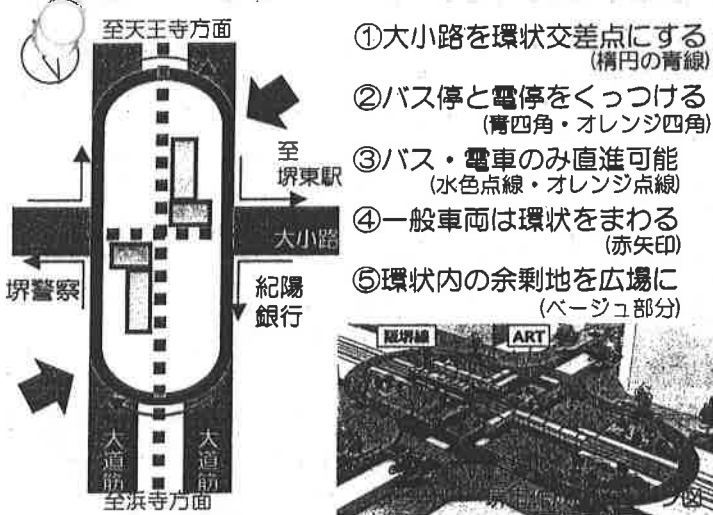 至天王寺方面
至
堺東駅
大小路
堺警察
紀陽
銀行
大道筋
大道筋
至浜寺方面
①大小路を環状交差点にする
(楕円の青線)
②バス停と電停をくっつける
(青四角・オレンジ四角)
③バス・電車のみ直進可能
(水色点線・オレンジ点線)
④一般車両は環状をまわる
(赤矢印)
⑤環状内の余剰地を広場に
(ベージュ部分)
阪堺線
ART